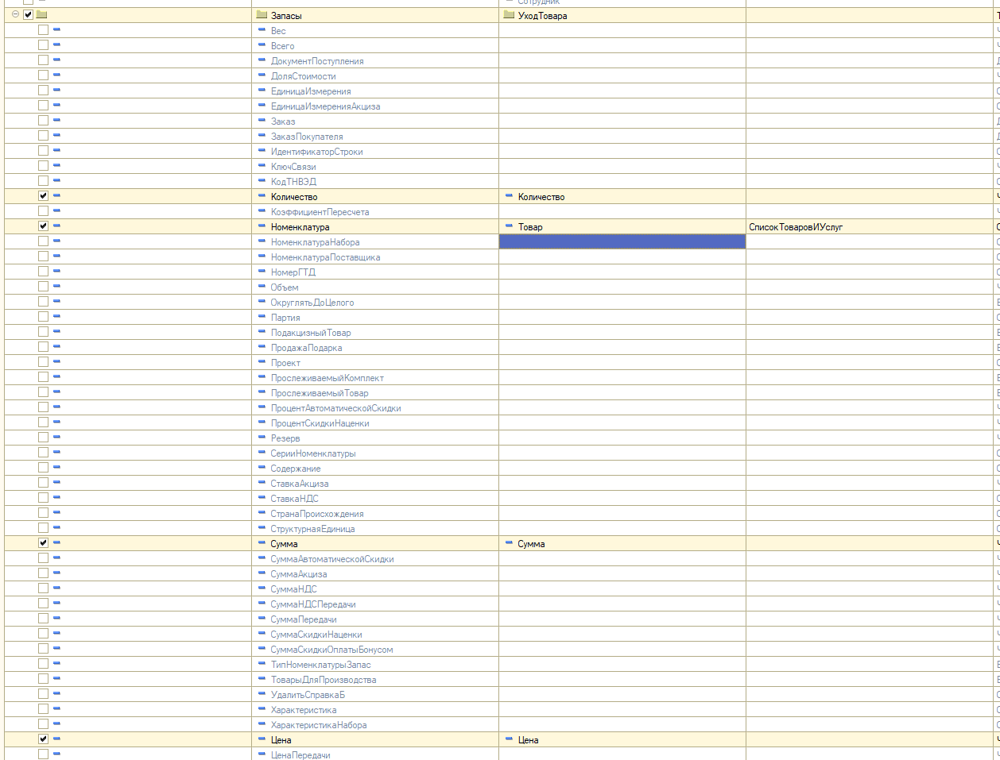 Сотрудник
Запасы УходТовара
Вес
Всего
ДокументПоступления
ДоляСтоимости
ЕдиницаИзмерения
ЕдиницаИзмеренияАкциза
Заказ
ЗаказПокупателя
ИдентификаторСтроки
КлючСвязи
КодТНВЭД
Количество Количество
КоэффициентПересчета
Номенклатура Товар СписокТоваровИУслуг
НоменклатураНабора
НоменклатураПоставщика
НомерГТД
Объем
ОкруглятьДоЦелого
Партия
ПодакцизныйТовар
ПродажаПодарка
Проект
ПрослеживаемыйКомплект
ПрослеживаемыйТовар
ПроцентАвтоматическойСкидки
ПроцентСкидкиНаценки
Резерв
СерииНоменклатуры
Содержание
СтавкаАкциза
СтавкаНДС
СтранаПроисхождения
СтруктурнаяЕдиница
Сумма Сумма
СуммаАвтоматическойСкидки
СуммаАкциза
СуммаНДС
СуммаНДСПередачи
СуммаПередачи
СуммаСкидкиНаценки
СуммаСкидкиОплатыБонусом
ТипНоменклатурыЗапас
ТоварыДляПроизводства
УдалитьСправкаБ
Характеристика
ХарактеристикаНабора
Цена Цена
ЦенаПередачи